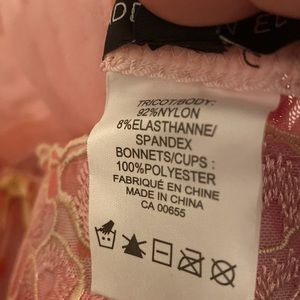 TRICOT/BODY:
92%NYLON
8%ELASTHANNE/
SPANDEX
BONNETS/CUPS :
100%POLYESTER
FABRIQUÉ EN CHINE
MADE IN CHINA
CA 00655